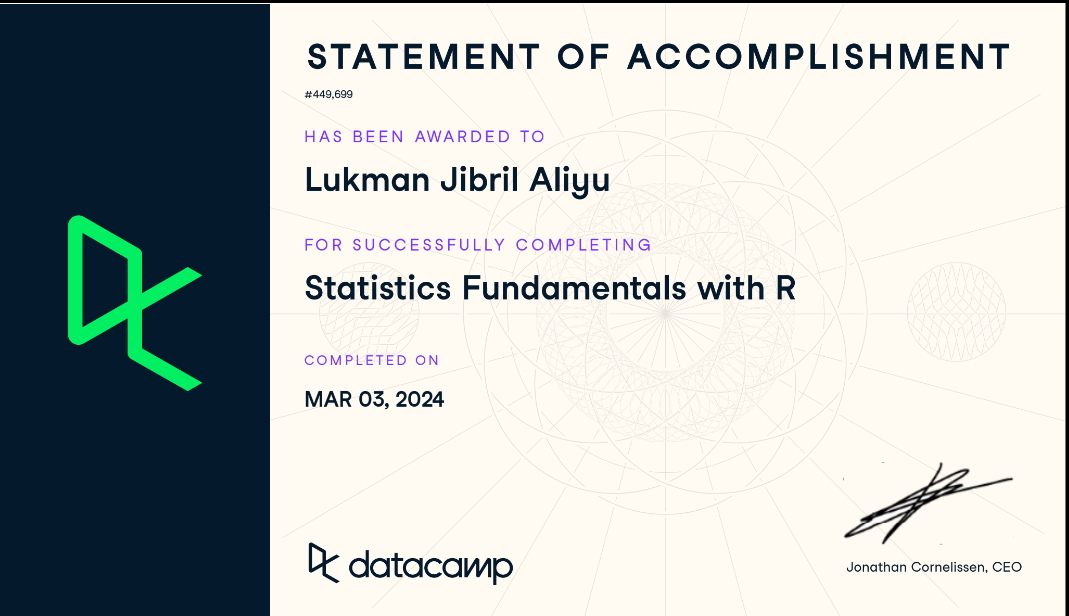 STATEMENT OF ACCOMPLISHMENT
#449,699
HAS BEEN AWARDED TO
Lukman Jibril Aliyu
FOR SUCCESSFULLY COMPLETING
Statistics Fundamentals with R
COMPLETED ON
MAR 03, 2024
datacamp
Jonathan Cornelissen, CEO